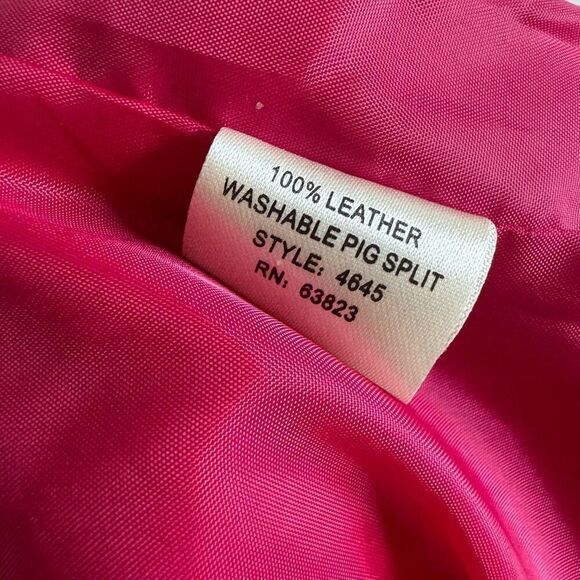 100% LEATHER
WASHABLE PIG SPLIT
STYLE: 4645
RN: 63823